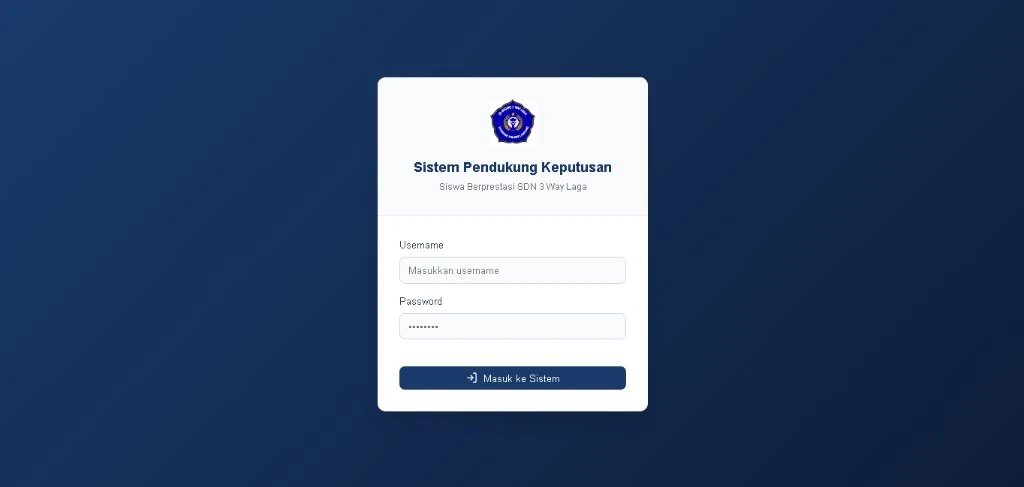 Sistem Pendukung Keputusan
Siswa Berprestasi SDN 3 Way Laga
Username
Masukkan username
Password
••••••••
Masuk ke Sistem